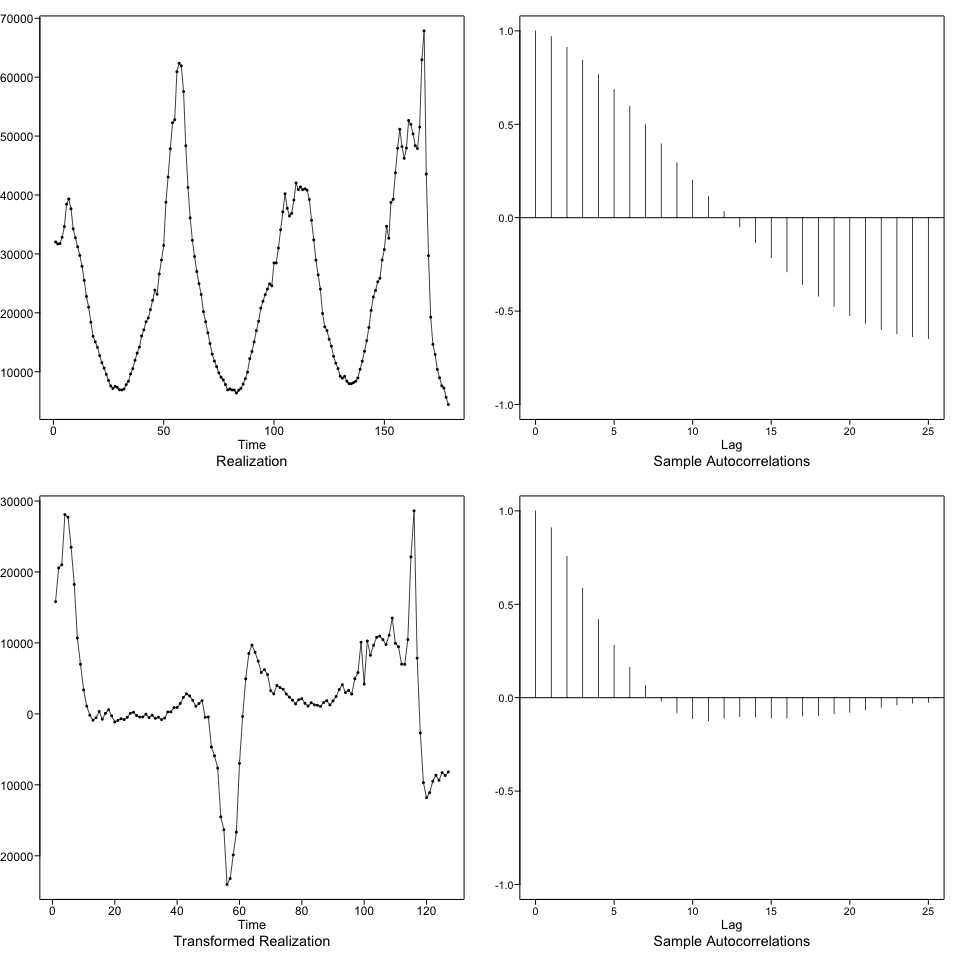 70000
60000
50000
40000
30000
20000
10000
0 50 100 150
Time
Realization
1.0
0.5
0.0
-0.5
-1.0
0 5 10 15 20 25
Lag
Sample Autocorrelations
30000
20000
10000
0
10000
20000
0 20 40 60 80 100 120
Time
Transformed Realization
1.0
0.5
0.0
-0.5
-1.0
0 5 10 15 20 25
Lag
Sample Autocorrelations